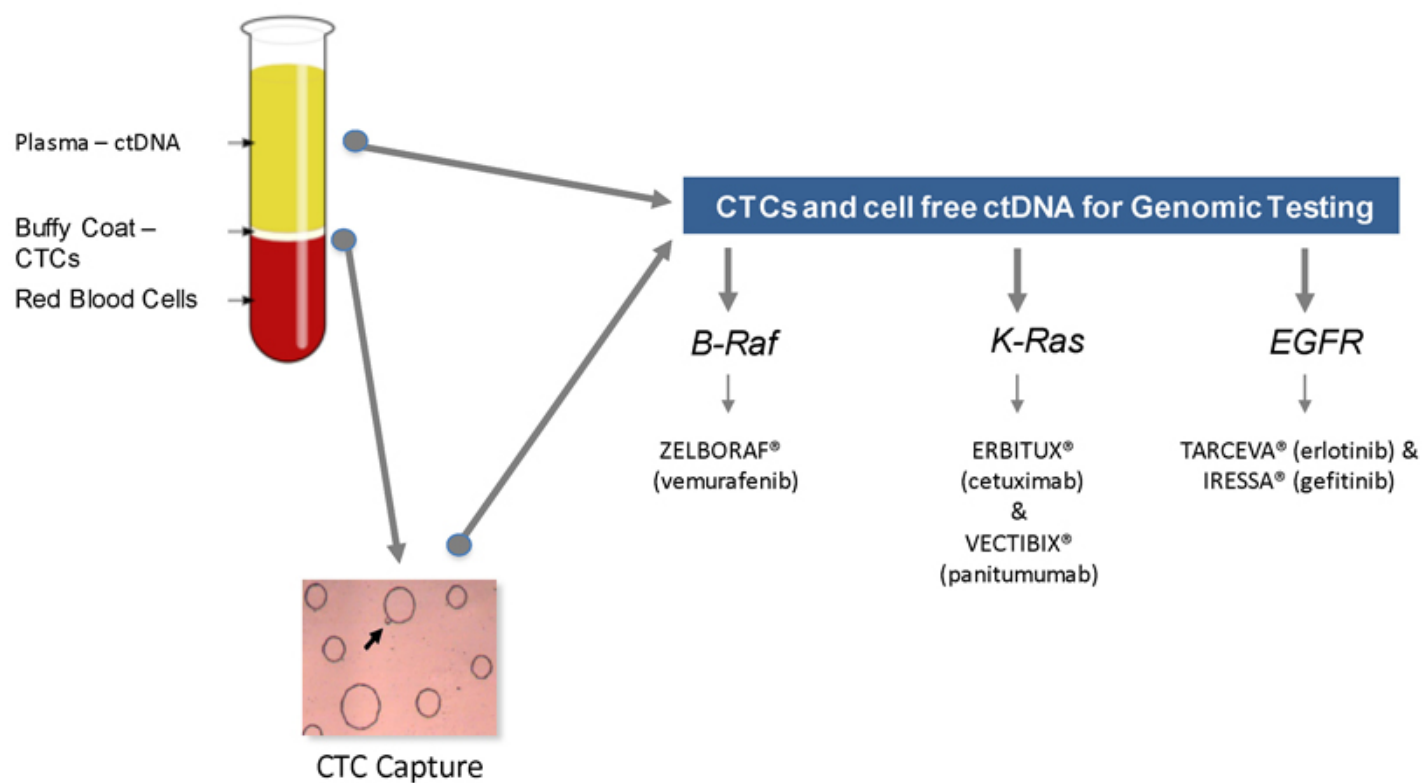 Plasma – ctDNA
Buffy Coat –
CTCs
Red Blood Cells
CTCs and cell free ctDNA for Genomic Testing
B-Raf
K-Ras
EGFR
ZELBORAF®
(vemurafenib)
ERBITUX®
(cetuximab)
&
VECTIBIX®
(panitumumab)
TARCEVA® (erlotinib) &
IRESSA® (gefitinib)
CTC Capture